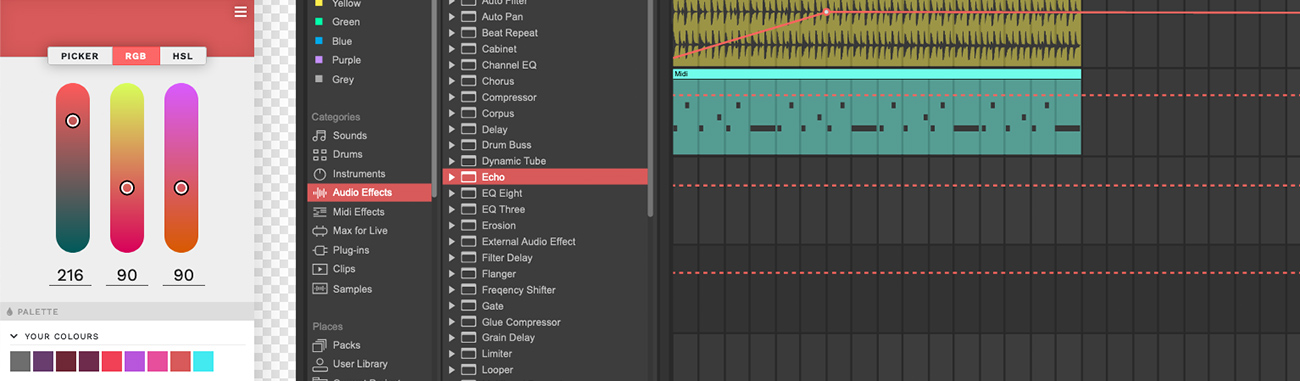 PICKER
RGB
HSL
216
90
90
PALETTE
YOUR COLOURS
Yellow
Green
Blue
Purple
Grey
Categories
Sounds
Drums
Instruments
Audio Effects
Midi Effects
Max for Live
Plug-ins
Clips
Samples
Places
Packs
User Library
Auto Filter
Auto Pan
Beat Repeat
Cabinet
Channel EQ
Chorus
Compressor
Corpus
Delay
Drum Buss
Dynamic Tube
Echo
EQ Eight
EQ Three
Erosion
External Audio Effect
Filter Delay
Flanger
Freqency Shifter
Gate
Glue Compressor
Grain Delay
Limiter
Looper
Midi